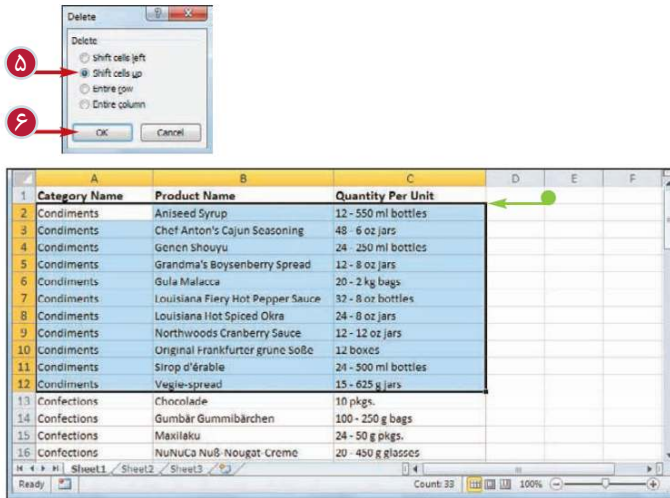 Delete
Delete
Shift cells left
۵
Shift cells up
Entire row
Entire column
۶
OK Cancel
A B C D E F
1 Category Name Product Name Quantity Per Unit
2 Condiments Aniseed Syrup 12 - 550 ml bottles
3 Condiments Chef Anton's Cajun Seasoning 48 - 6 oz jars
4 Condiments Genen Shouyu 24 - 250 ml bottles
5 Condiments Grandma's Boysenberry Spread 12 - 8 oz jars
6 Condiments Gula Malacca 20 - 2 kg bags
7 Condiments Louisiana Fiery Hot Pepper Sauce 32 - 8 oz bottles
8 Condiments Louisiana Hot Spiced Okra 24 - 8 oz jars
9 Condiments Northwoods Cranberry Sauce 12 - 12 oz jars
10 Condiments Original Frankfurter grüne Soße 12 boxes
11 Condiments Sirop d'érable 24 - 500 ml bottles
12 Condiments Vegie-spread 15 - 625 g jars
13 Confections Chocolade 10 pkgs.
14 Confections Gumbär Gummibärchen 100 - 250 g bags
15 Confections Maxilaku 24 - 50 g pkgs.
16 Confections NuNuCa Nuß-Nougat-Creme 20 - 450 g glasses
Sheet1 Sheet2 Sheet3
Ready Count: 33 100%